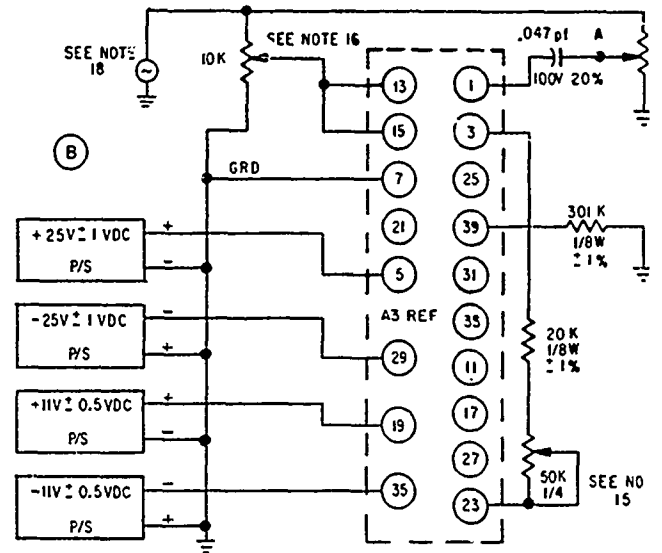 SEE NOTE
18
10K
SEE NOTE 16
.047 pf
A
100V 20%
B
GRD
13
15
7
21
5
A3 REF
29
19
35
1
3
25
39
31
11
17
27
23
301 K
1/8W
± 1%
20 K
1/8W
± 1%
50K
1/4
SEE NO
15
+25V ± 1 VDC
P/S
+
-
-25V ± 1 VDC
P/S
-
+
+11V ± 0.5VDC
P/S
+
-
-11V ± 0.5VDC
P/S
-
+